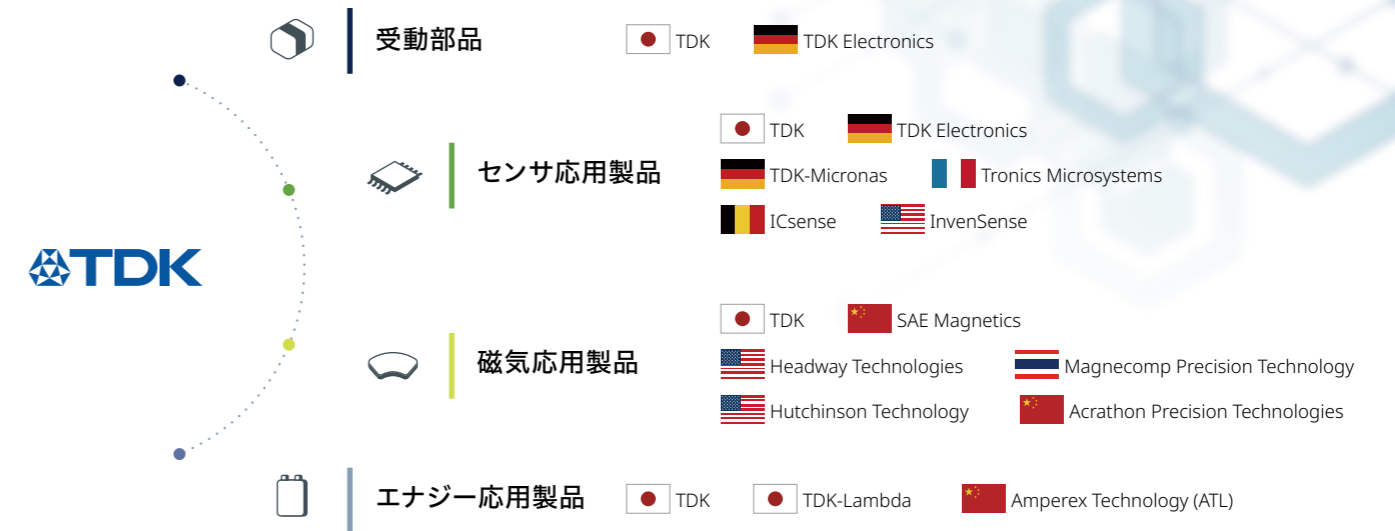 受動部品 TDK TDK Electronics
センサ応用製品
TDK TDK Electronics
TDK-Micronas Tronics Microsystems
ICsense InvenSense
TDK
磁気応用製品
TDK SAE Magnetics
Headway Technologies Magnecomp Precision Technology
Hutchinson Technology Acrathon Precision Technologies
エナジー応用製品 TDK TDK-Lambda Amperex Technology (ATL)